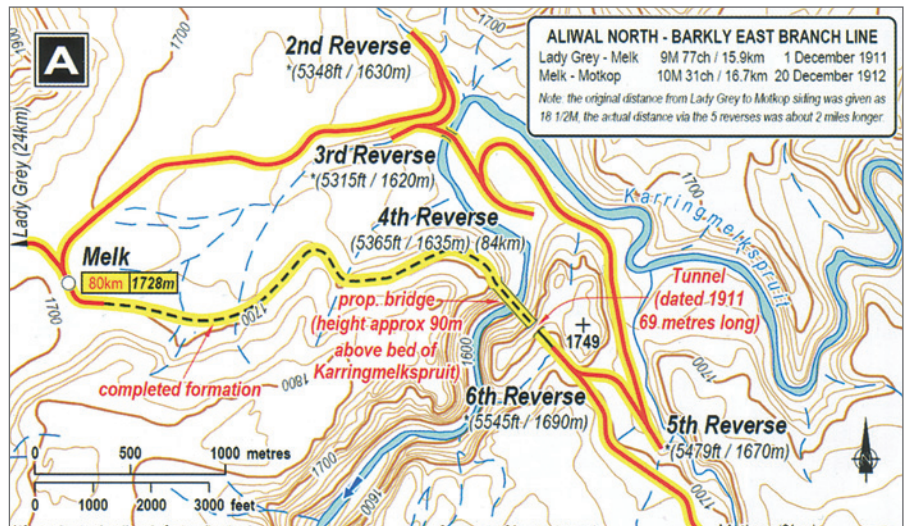 A
1900
1700
2nd Reverse
*(5348ft / 1630m)
ALIWAL NORTH - BARKLY EAST BRANCH LINE
Lady Grey - Melk 9M 77ch / 15.9km 1 December 1911
Melk - Motkop 10M 31ch / 16.7km 20 December 1912
Note: the original distance from Lady Grey to Motkop siding was given as
18 1/2M, the actual distance via the 5 reverses was about 2 miles longer.
Lady Grey (24km)
3rd Reverse
*(5315ft / 1620m)
1700
Karringmelkspruit
4th Reverse
(5365ft / 1635m) (84km)
Melk
80km 1728m
1700
1700
prop. bridge
(height approx 90m
above bed of
Karringmelkspruit)
Tunnel
(dated 1911
69 metres long)
1749
1600
completed formation
1800
1700
6th Reverse
*(5545ft / 1690m)
5th Reverse
*(5479ft / 1670m)
0 500 1000 metres
0 1000 2000 3000 feet
1700
1600
1700